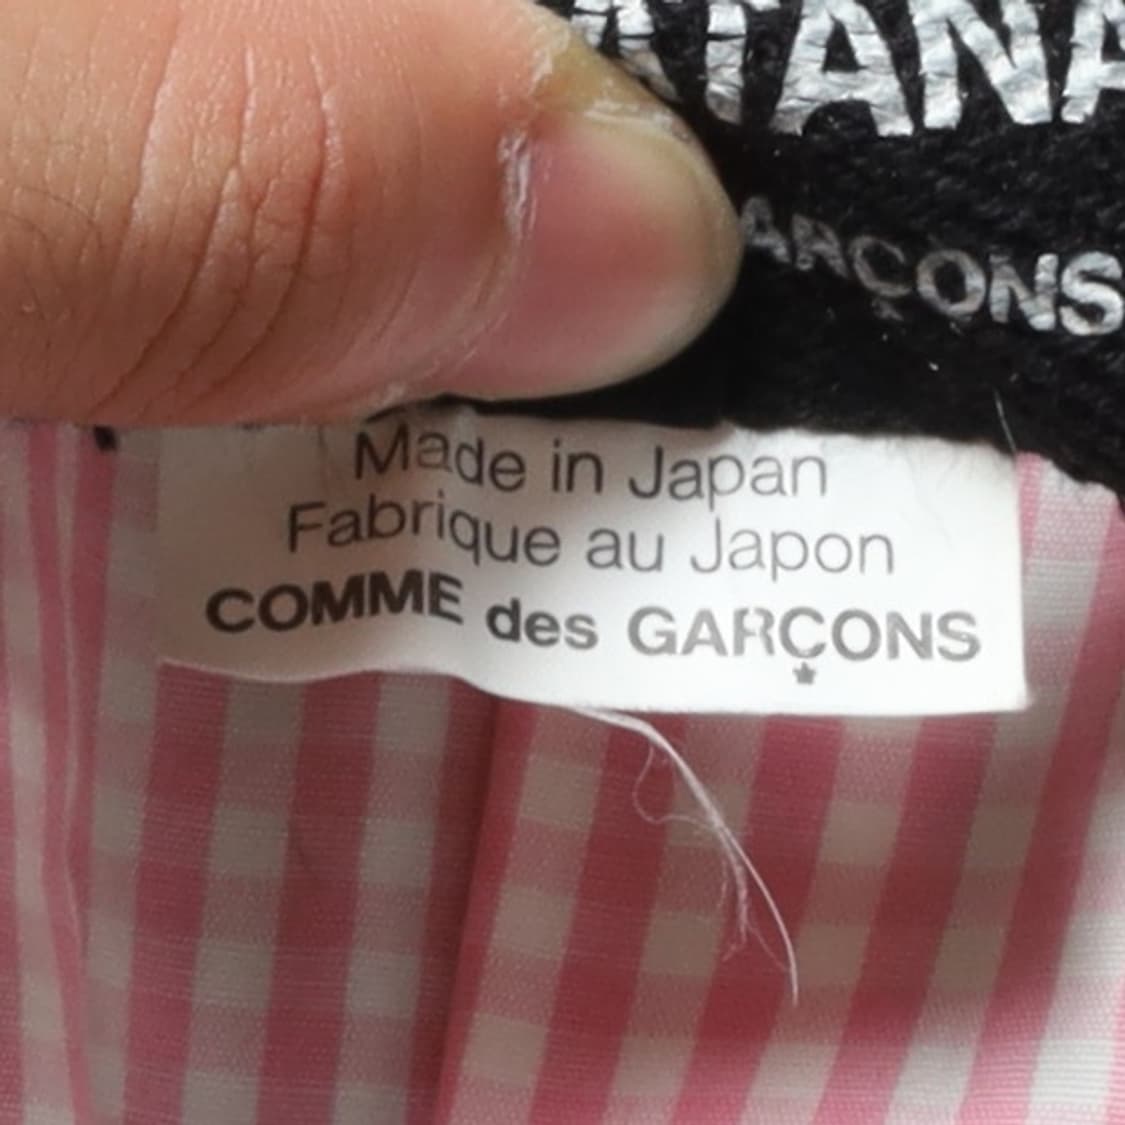 ARÇONS
Made in Japan
Fabrique au Japon
COMME des GARÇONS